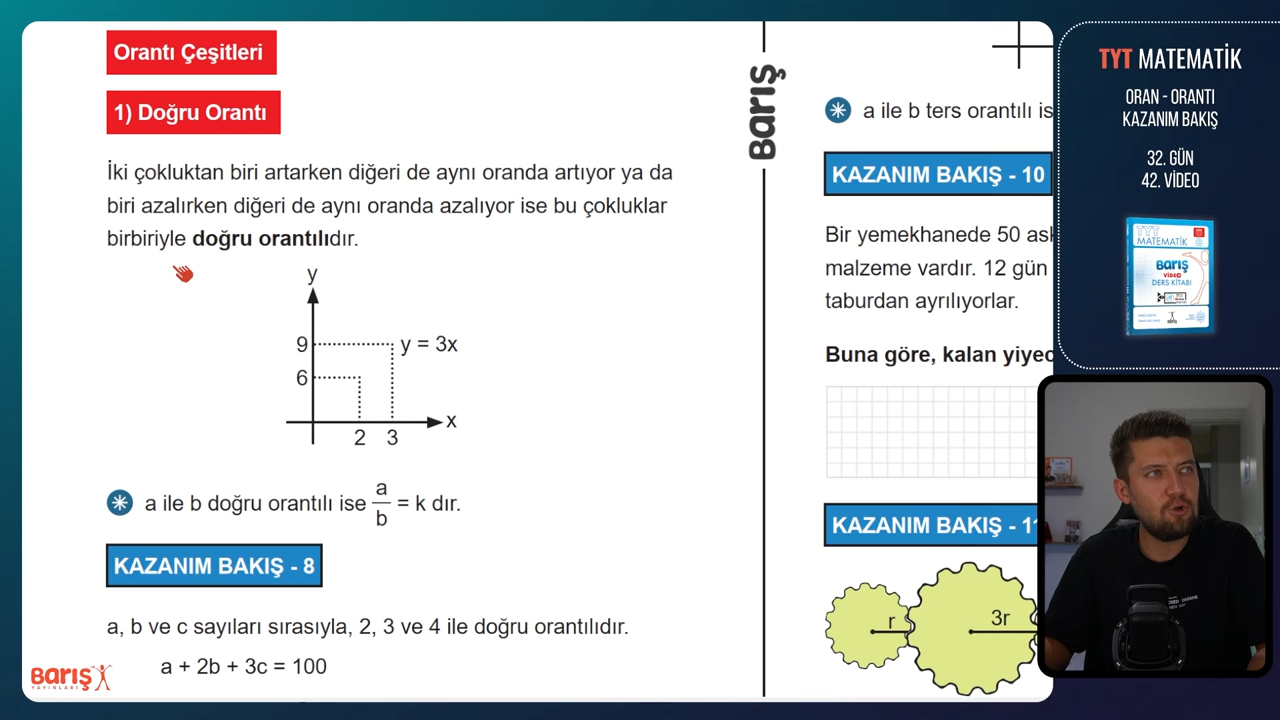 Orantı Çeşitleri
1) Doğru Orantı
İki çokluktan biri artarken diğeri de aynı oranda artıyor ya da
biri azalırken diğeri de aynı oranda azalıyor ise bu çokluklar
birbiriyle doğru orantılıdır.
y
9
y = 3x
6
x
2 3
a ile b doğru orantılı ise a/b = k dır.
KAZANIM BAKIŞ - 8
a, b ve c sayıları sırasıyla, 2, 3 ve 4 ile doğru orantılıdır.
a + 2b + 3c = 100
BARIŞ
YAYINLARI
Barış
a ile b ters orantılı is
KAZANIM BAKIŞ - 10
Bir yemekhanede 50 ask
malzeme vardır. 12 gün
taburdan ayrılıyorlar.
Buna göre, kalan yiyec
KAZANIM BAKIŞ - 11
r
3r
TYT MATEMATİK
ORAN - ORANTI
KAZANIM BAKIŞ
32. GÜN
42. VİDEO
TYT
MATEMATİK
BARIŞ
VİDEO
DERS KİTABI